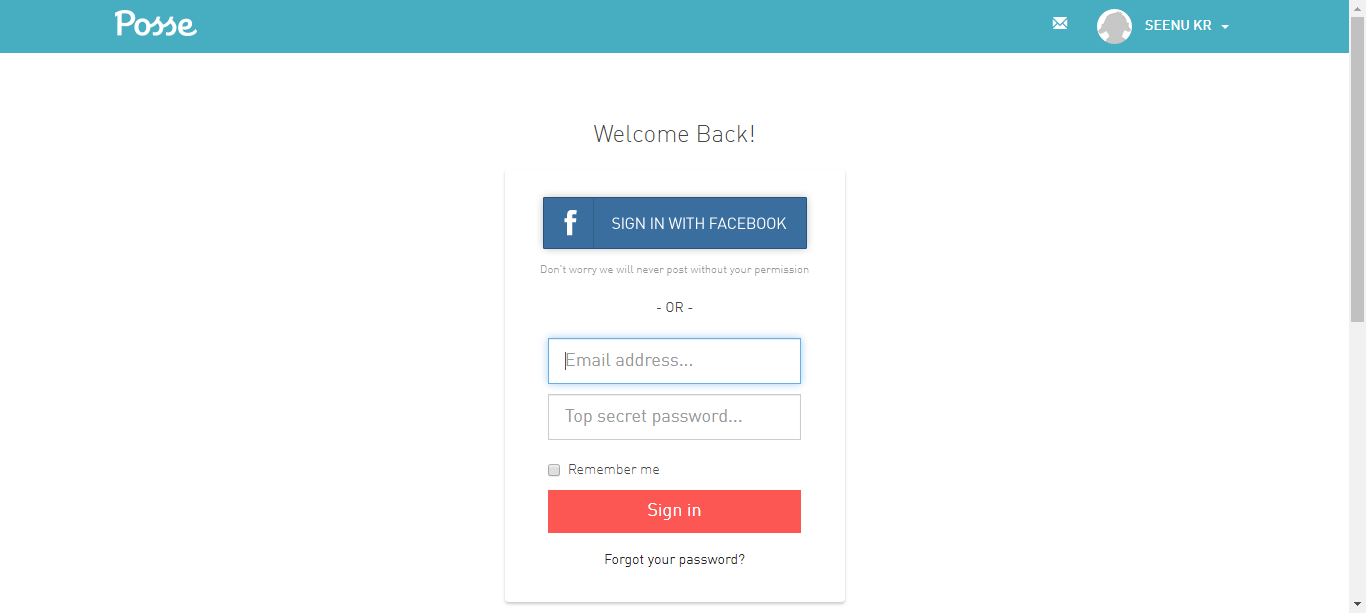 Posse
SEENU KR
Welcome Back!
f
SIGN IN WITH FACEBOOK
Don't worry we will never post without your permission
- OR -
Email address...
Top secret password...
Remember me
Sign in
Forgot your password?